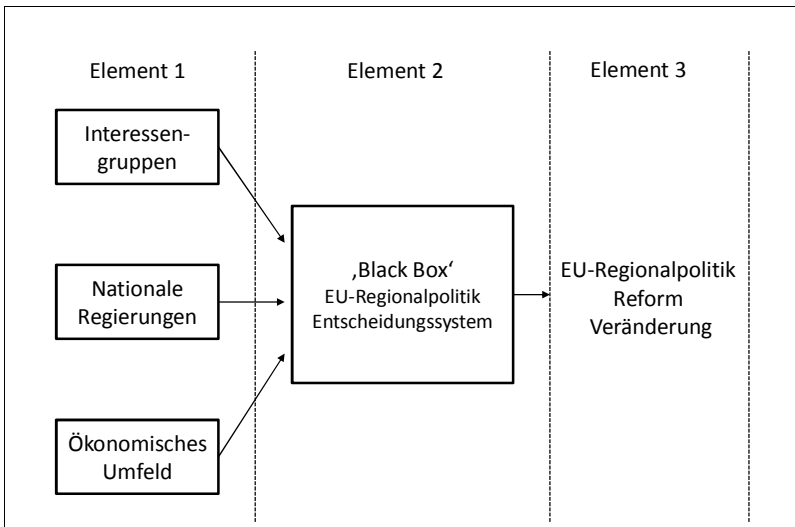 Element 1
Element 2
Element 3
Interessen-
gruppen
Nationale
Regierungen
Ökonomisches
Umfeld
‚Black Box‘
EU-Regionalpolitik
Entscheidungssystem
EU-Regionalpolitik
Reform
Veränderung